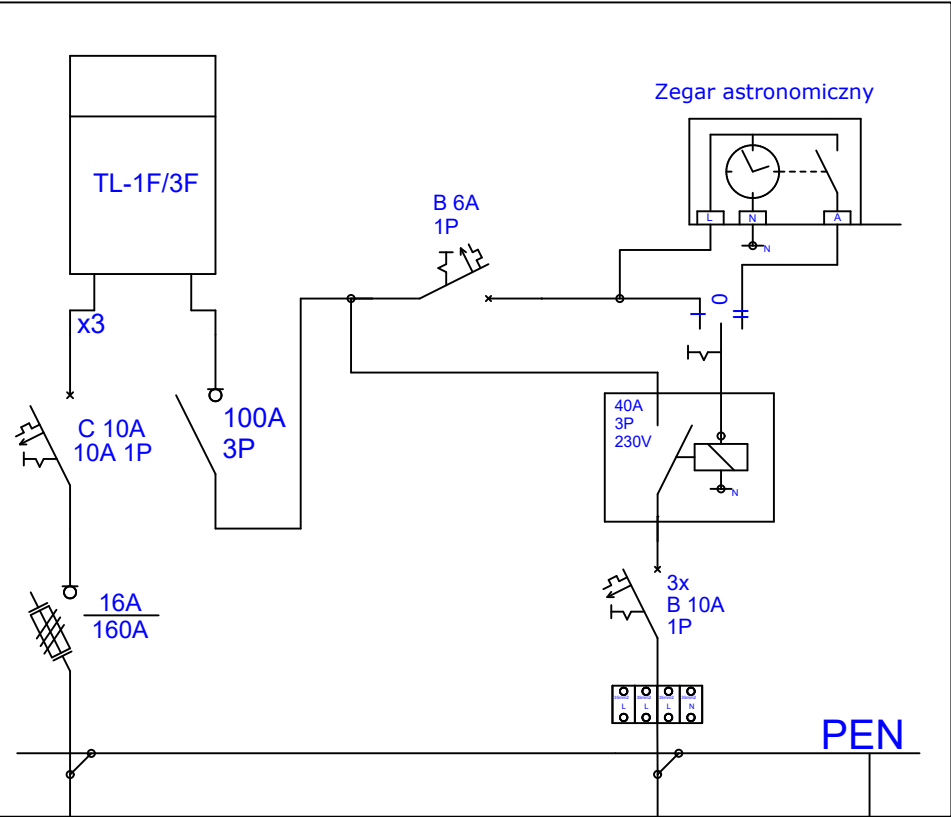 Zegar astronomiczny
TL-1F/3F
B 6A
1P
L
N
A
N
0
x3
C 10A
10A 1P
100A
3P
40A
3P
230V
N
16A
160A
3x
B 10A
1P
L
L
L
N
PEN